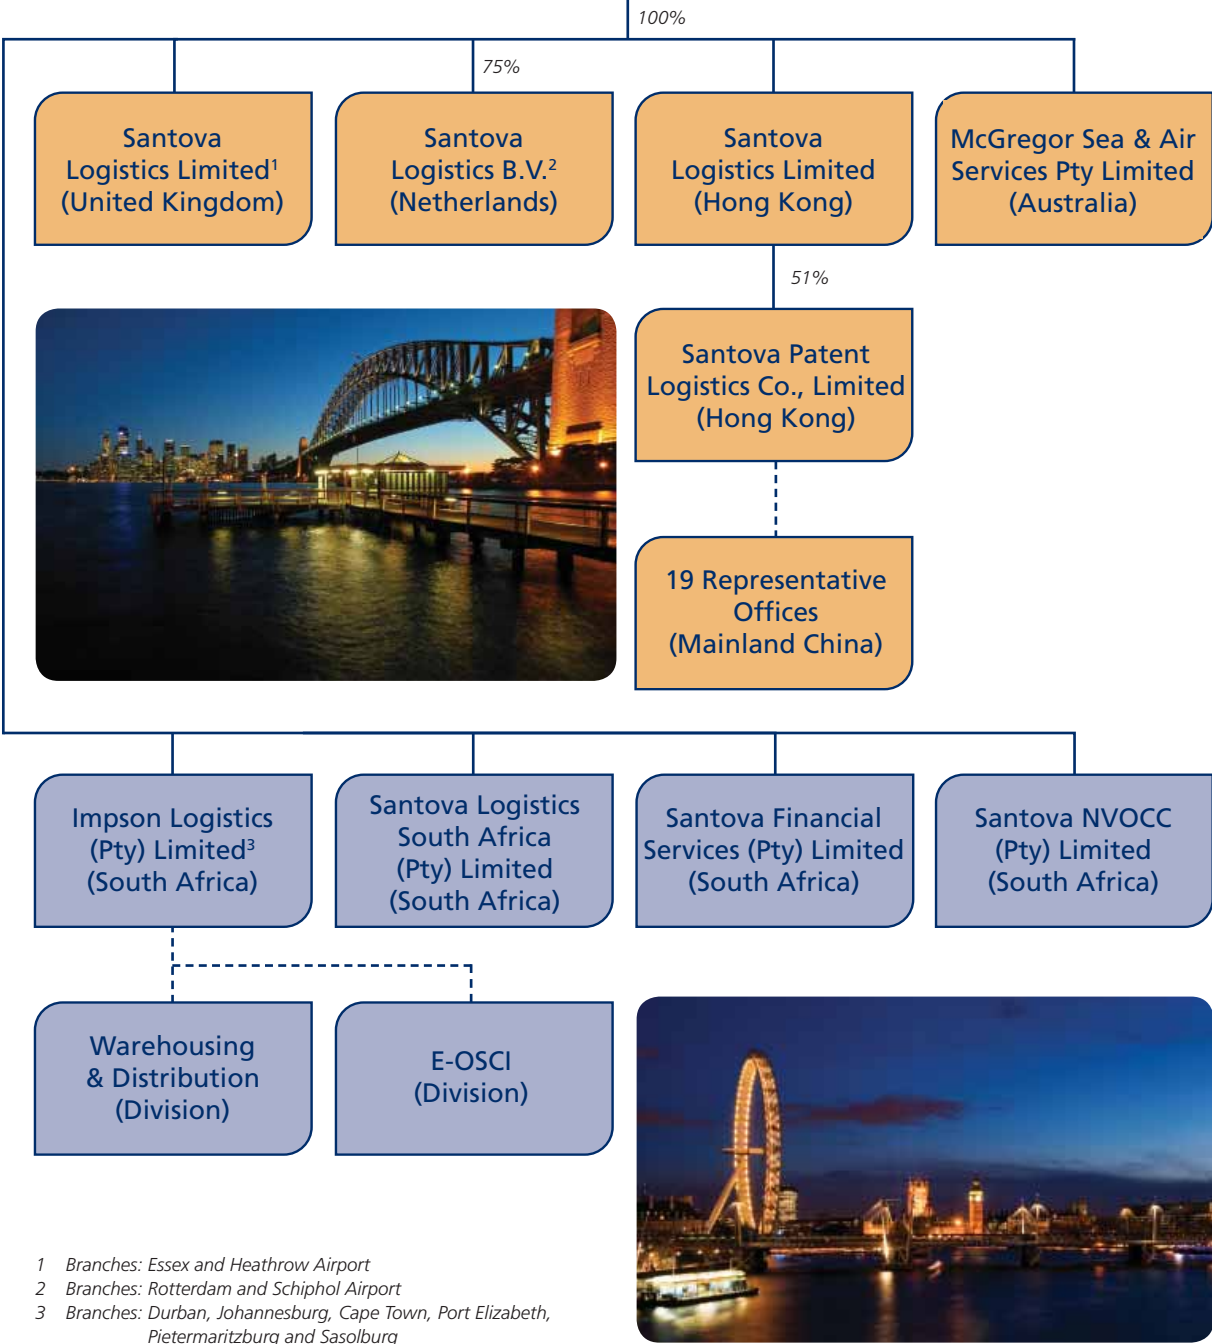 100%
75%
Santova
Logistics Limited1
(United Kingdom)
Santova
Logistics B.V.2
(Netherlands)
Santova
Logistics Limited
(Hong Kong)
McGregor Sea & Air
Services Pty Limited
(Australia)
51%
Santova Patent
Logistics Co., Limited
(Hong Kong)
19 Representative
Offices
(Mainland China)
Impson Logistics
(Pty) Limited3
(South Africa)
Santova Logistics
South Africa
(Pty) Limited
(South Africa)
Santova Financial
Services (Pty) Limited
(South Africa)
Santova NVOCC
(Pty) Limited
(South Africa)
Warehousing
& Distribution
(Division)
E-OSCI
(Division)
1 Branches: Essex and Heathrow Airport
2 Branches: Rotterdam and Schiphol Airport
3 Branches: Durban, Johannesburg, Cape Town, Port Elizabeth,
Pietermaritzburg and Sasolburg